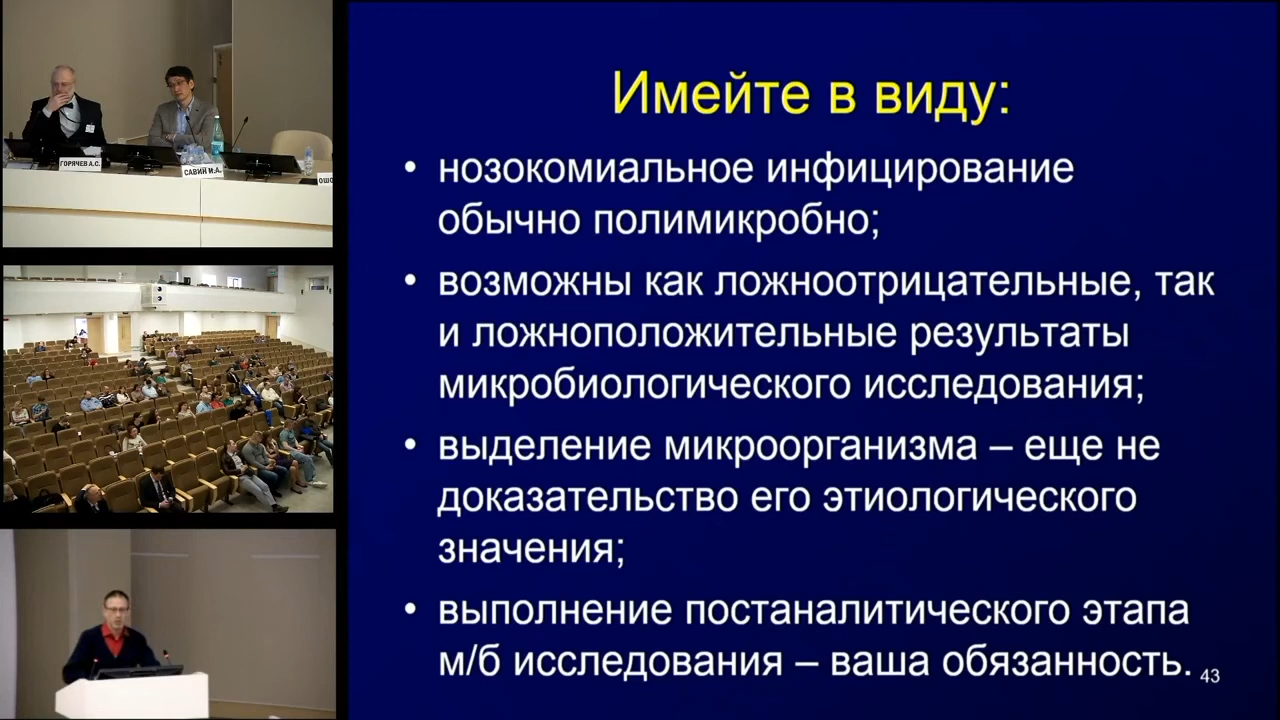 ГОРЯЧЕВ А.С.
САВИН И.А.
ОШО
Имейте в виду:
• нозокомиальное инфицирование
обычно полимикробно;
• возможны как ложноотрицательные, так
и ложноположительные результаты
микробиологического исследования;
• выделение микроорганизма – еще не
доказательство его этиологического
значения;
• выполнение постаналитического этапа
м/б исследования – ваша обязанность.
43